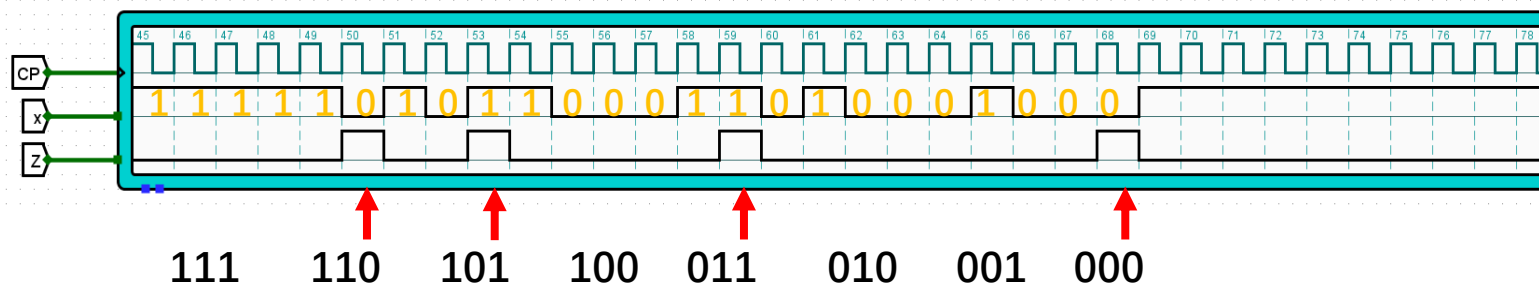 45 46 47 48 49 50 51 52 53 54 55 56 57 58 59 60 61 62 63 64 65 66 67 68 69 70 71 72 73 74 75 76 77 78
CP
x 1 1 1 1 1 0 1 0 1 1 0 0 0 1 1 0 1 0 0 0 1 0 0 0
Z
111 110 101 100 011 010 001 000